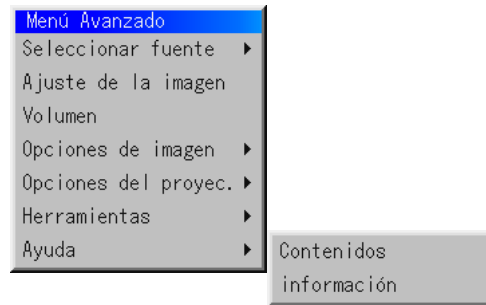 Menú Avanzado
Seleccionar fuente
Ajuste de la imagen
Volumen
Opciones de imagen
Opciones del proyec.
Herramientas
Ayuda
Contenidos
información